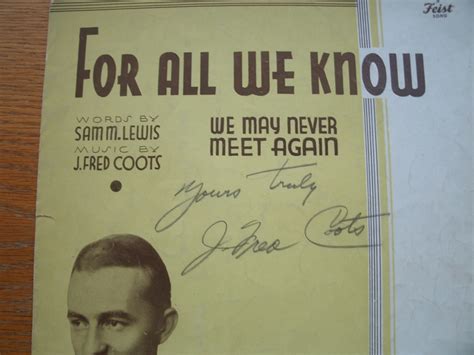 A
Feist
SONG
FOR ALL WE KNOW
WORDS BY
SAM M. LEWIS
MUSIC BY
J. FRED COOTS
WE MAY NEVER
MEET AGAIN
Yours truly
J. Fred Coots